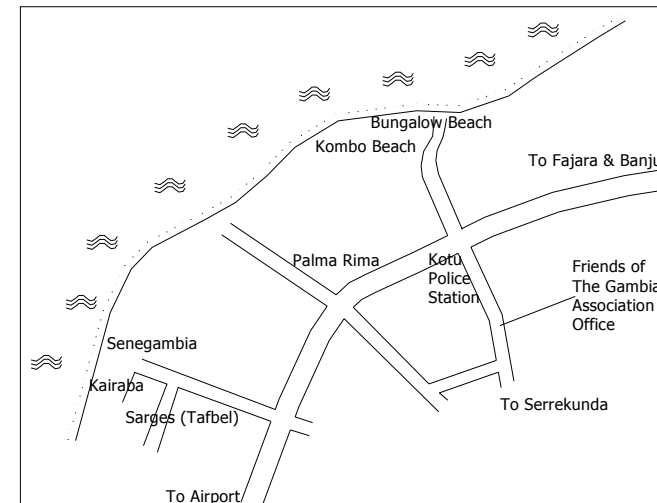 Bungalow Beach
Kombo Beach
To Fajara & Banju
Palma Rima
Kotu
Police
Station
Friends of
The Gambia
Association
Office
Senegambia
Kairaba
Sarges (Tafbel)
To Serrekunda
To Airport